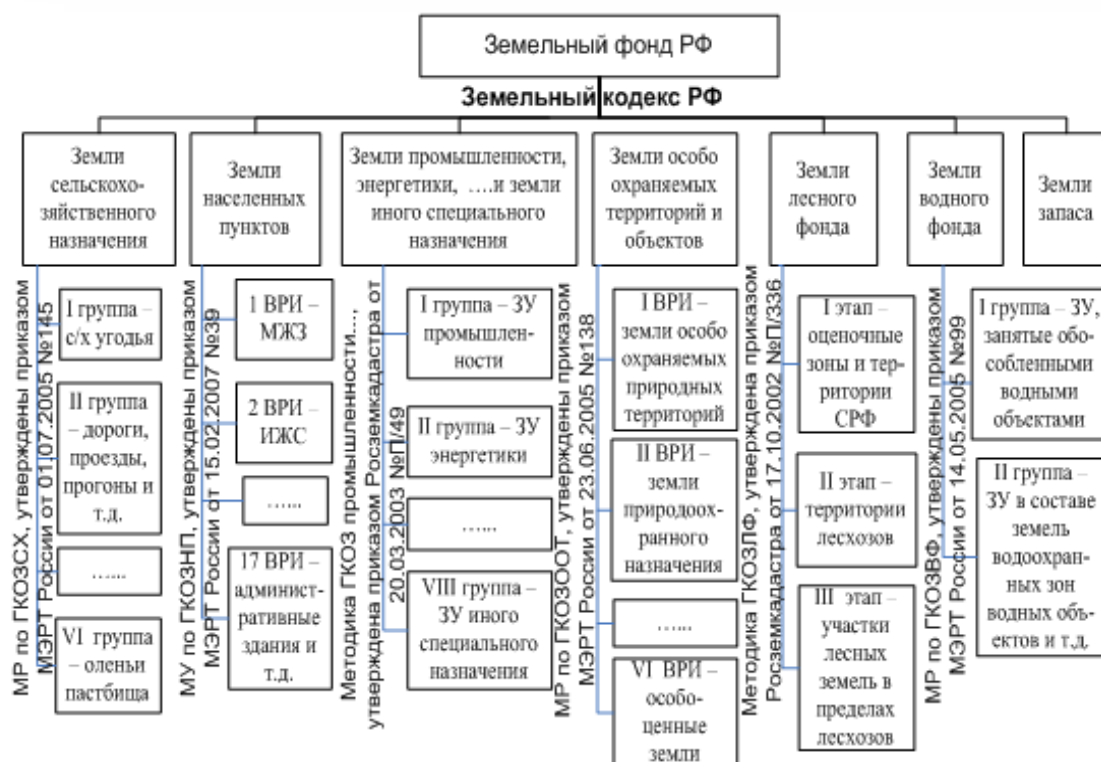 Земельный фонд РФ
Земельный кодекс РФ
Земли
сельскохо-
зяйственного
назначения
МР по ГКОЗСХ, утверждены приказом
МЭРТ России от 01.07.2005 №145
I группа –
с/х угодья
II группа
– дороги,
проезды,
прогоны и
т.д.
…...
VI группа –
оленьи
пастбища
Земли
населенных
пунктов
МУ по ГКОЗНП, утверждены приказом
МЭРТ России от 15.02.2007 №39
1 ВРИ –
МЖЗ
2 ВРИ –
ИЖС
…...
17 ВРИ –
админист-
ративные
здания и
т.д.
Земли промышленности,
энергетики, ….и земли
иного специального
назначения
Методика ГКОЗ промышленности...,
утверждена приказом Росземкадастра от
20.03.2003 №П/49
I группа – ЗУ
промышлен-
ности
II группа – ЗУ
энергетики
…...
VIII группа –
ЗУ иного
специального
назначения
Земли особо
охраняемых
территорий и
объектов
МР по ГКОЗООТ, утверждены приказом
МЭРТ России от 23.06.2005 №138
I ВРИ –
земли особо
охраняемых
природных
территорий
II ВРИ –
земли
природоох-
ранного
назначения
…...
VI ВРИ –
особо-
ценные
земли
Земли
лесного
фонда
Методика ГКОЗЛФ, утверждена приказом
Росземкадастра от 17.10.2002 №П/336
I этап –
оценочные
зоны и тер-
ритории
СРФ
II этап –
территории
лесхозов
III этап –
участки
лесных
земель в
пределах
лесхозов
Земли
водного
фонда
МР по ГКОЗВФ, утверждены приказом
МЭРТ России от 14.05.2005 №99
I группа – ЗУ,
занятые обо-
собленными
водными
объектами
II группа –
ЗУ в составе
земель
водоохран-
ных зон
водных объ-
ектов и т.д.
Земли
запаса